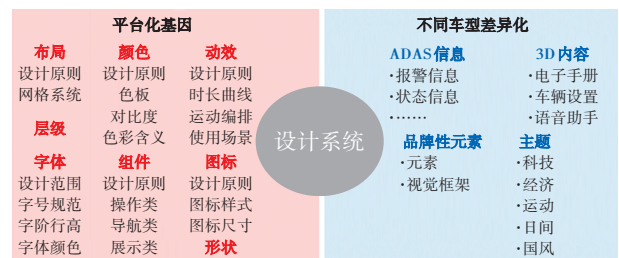 平台化基因
布局
设计原则
网格系统
层级
字体
设计范围
字号规范
字阶行高
字体颜色
颜色
设计原则
色板
对比度
色彩含义
组件
设计原则
操作类
导航类
展示类
动效
设计原则
时长曲线
运动编排
使用场景
图标
设计原则
图标样式
图标尺寸
形状
设计系统
不同车型差异化
ADAS信息
·报警信息
·状态信息
·……
品牌性元素
·元素
·视觉框架
3D内容
·电子手册
·车辆设置
·语音助手
主题
·科技
·经济
·运动
·日间
·国风